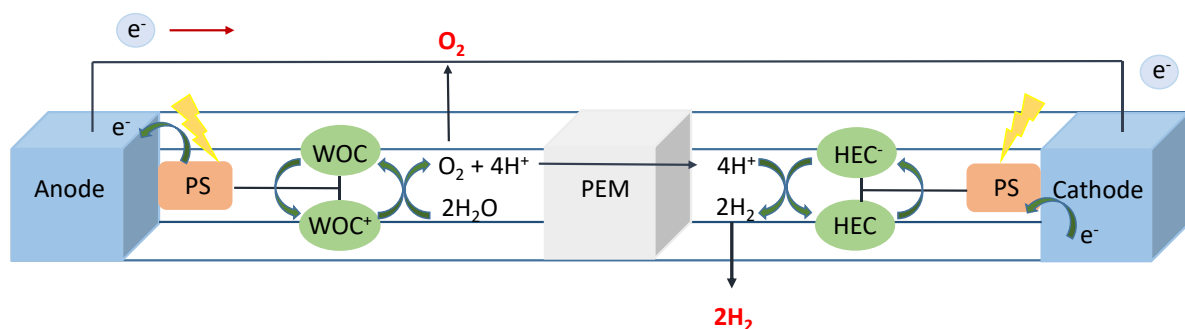 e⁻
O₂
e⁻
e⁻
Anode
PS
WOC
WOC⁺
O₂ + 4H⁺
2H₂O
PEM
4H⁺
2H₂
HEC⁻
HEC
PS
Cathode
e⁻
2H₂